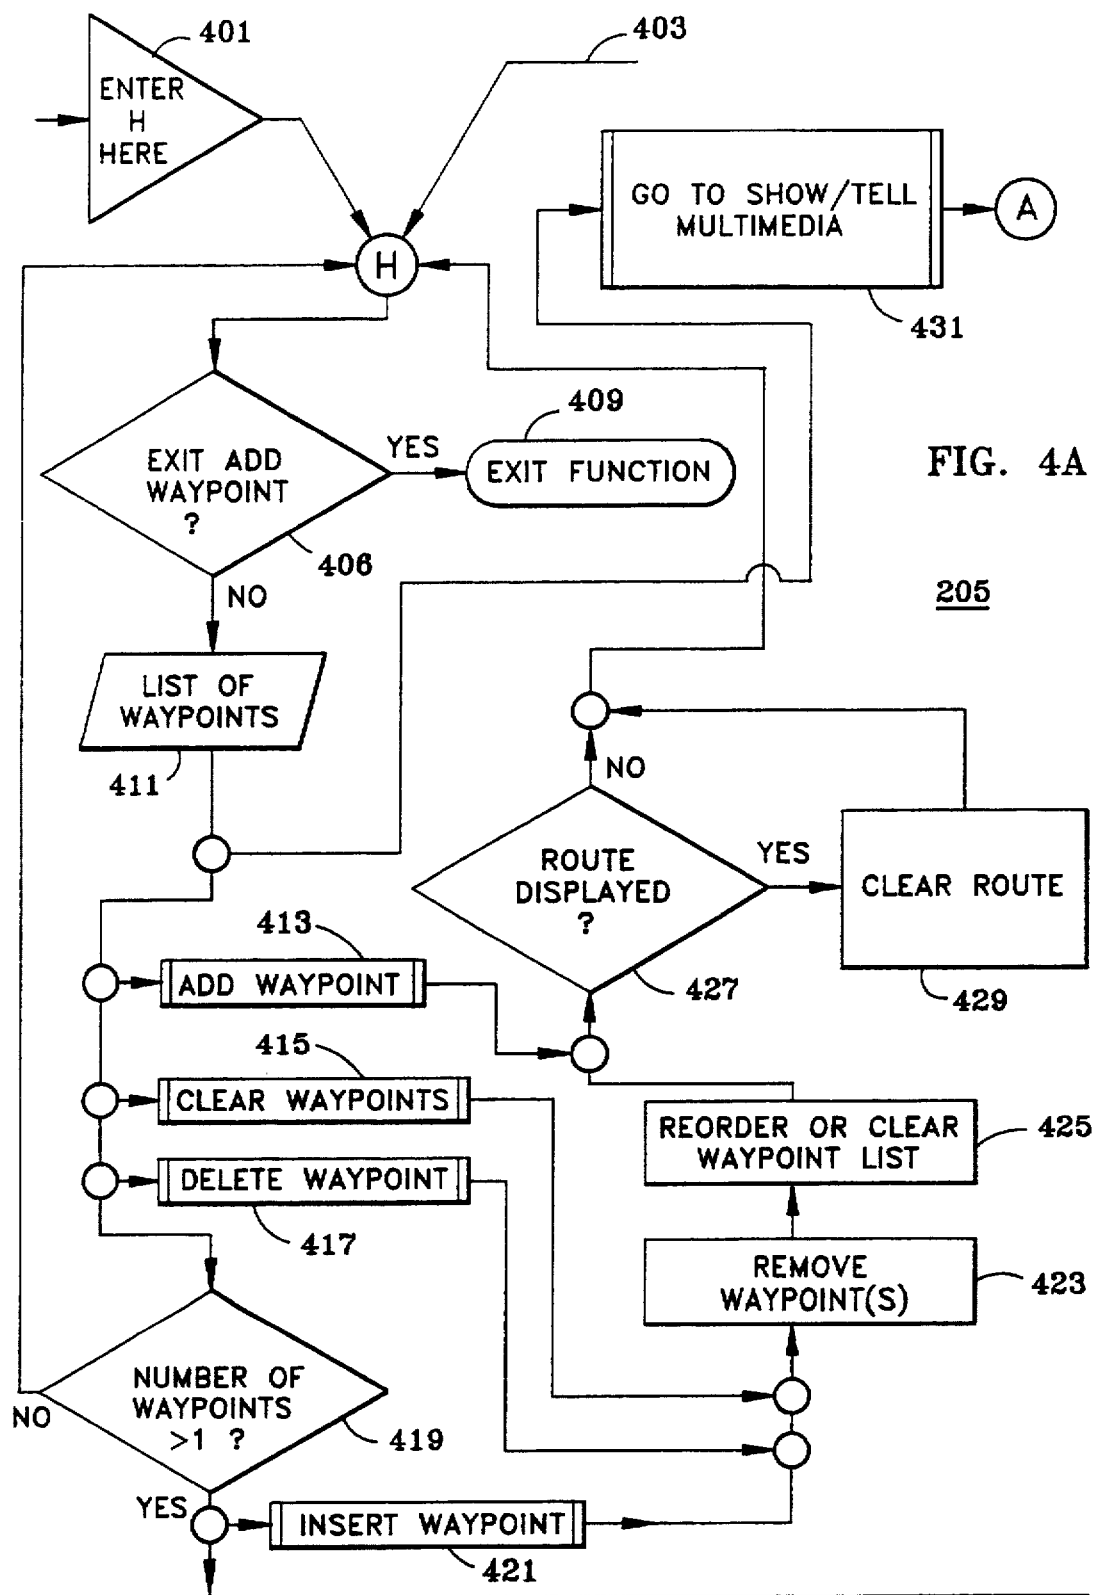 401
403
ENTER
H
HERE
GO TO SHOW/TELL
MULTIMEDIA
A
H
431
409
EXIT ADD
WAYPOINT
?
YES
EXIT FUNCTION
FIG. 4A
406
NO
205
LIST OF
WAYPOINTS
411
NO
ROUTE
DISPLAYED
?
YES
CLEAR ROUTE
413
ADD WAYPOINT
427
429
415
CLEAR WAYPOINTS
REORDER OR CLEAR
WAYPOINT LIST
425
DELETE WAYPOINT
417
REMOVE
WAYPOINT(S)
423
NUMBER OF
WAYPOINTS
>1 ?
NO
419
YES
INSERT WAYPOINT
421